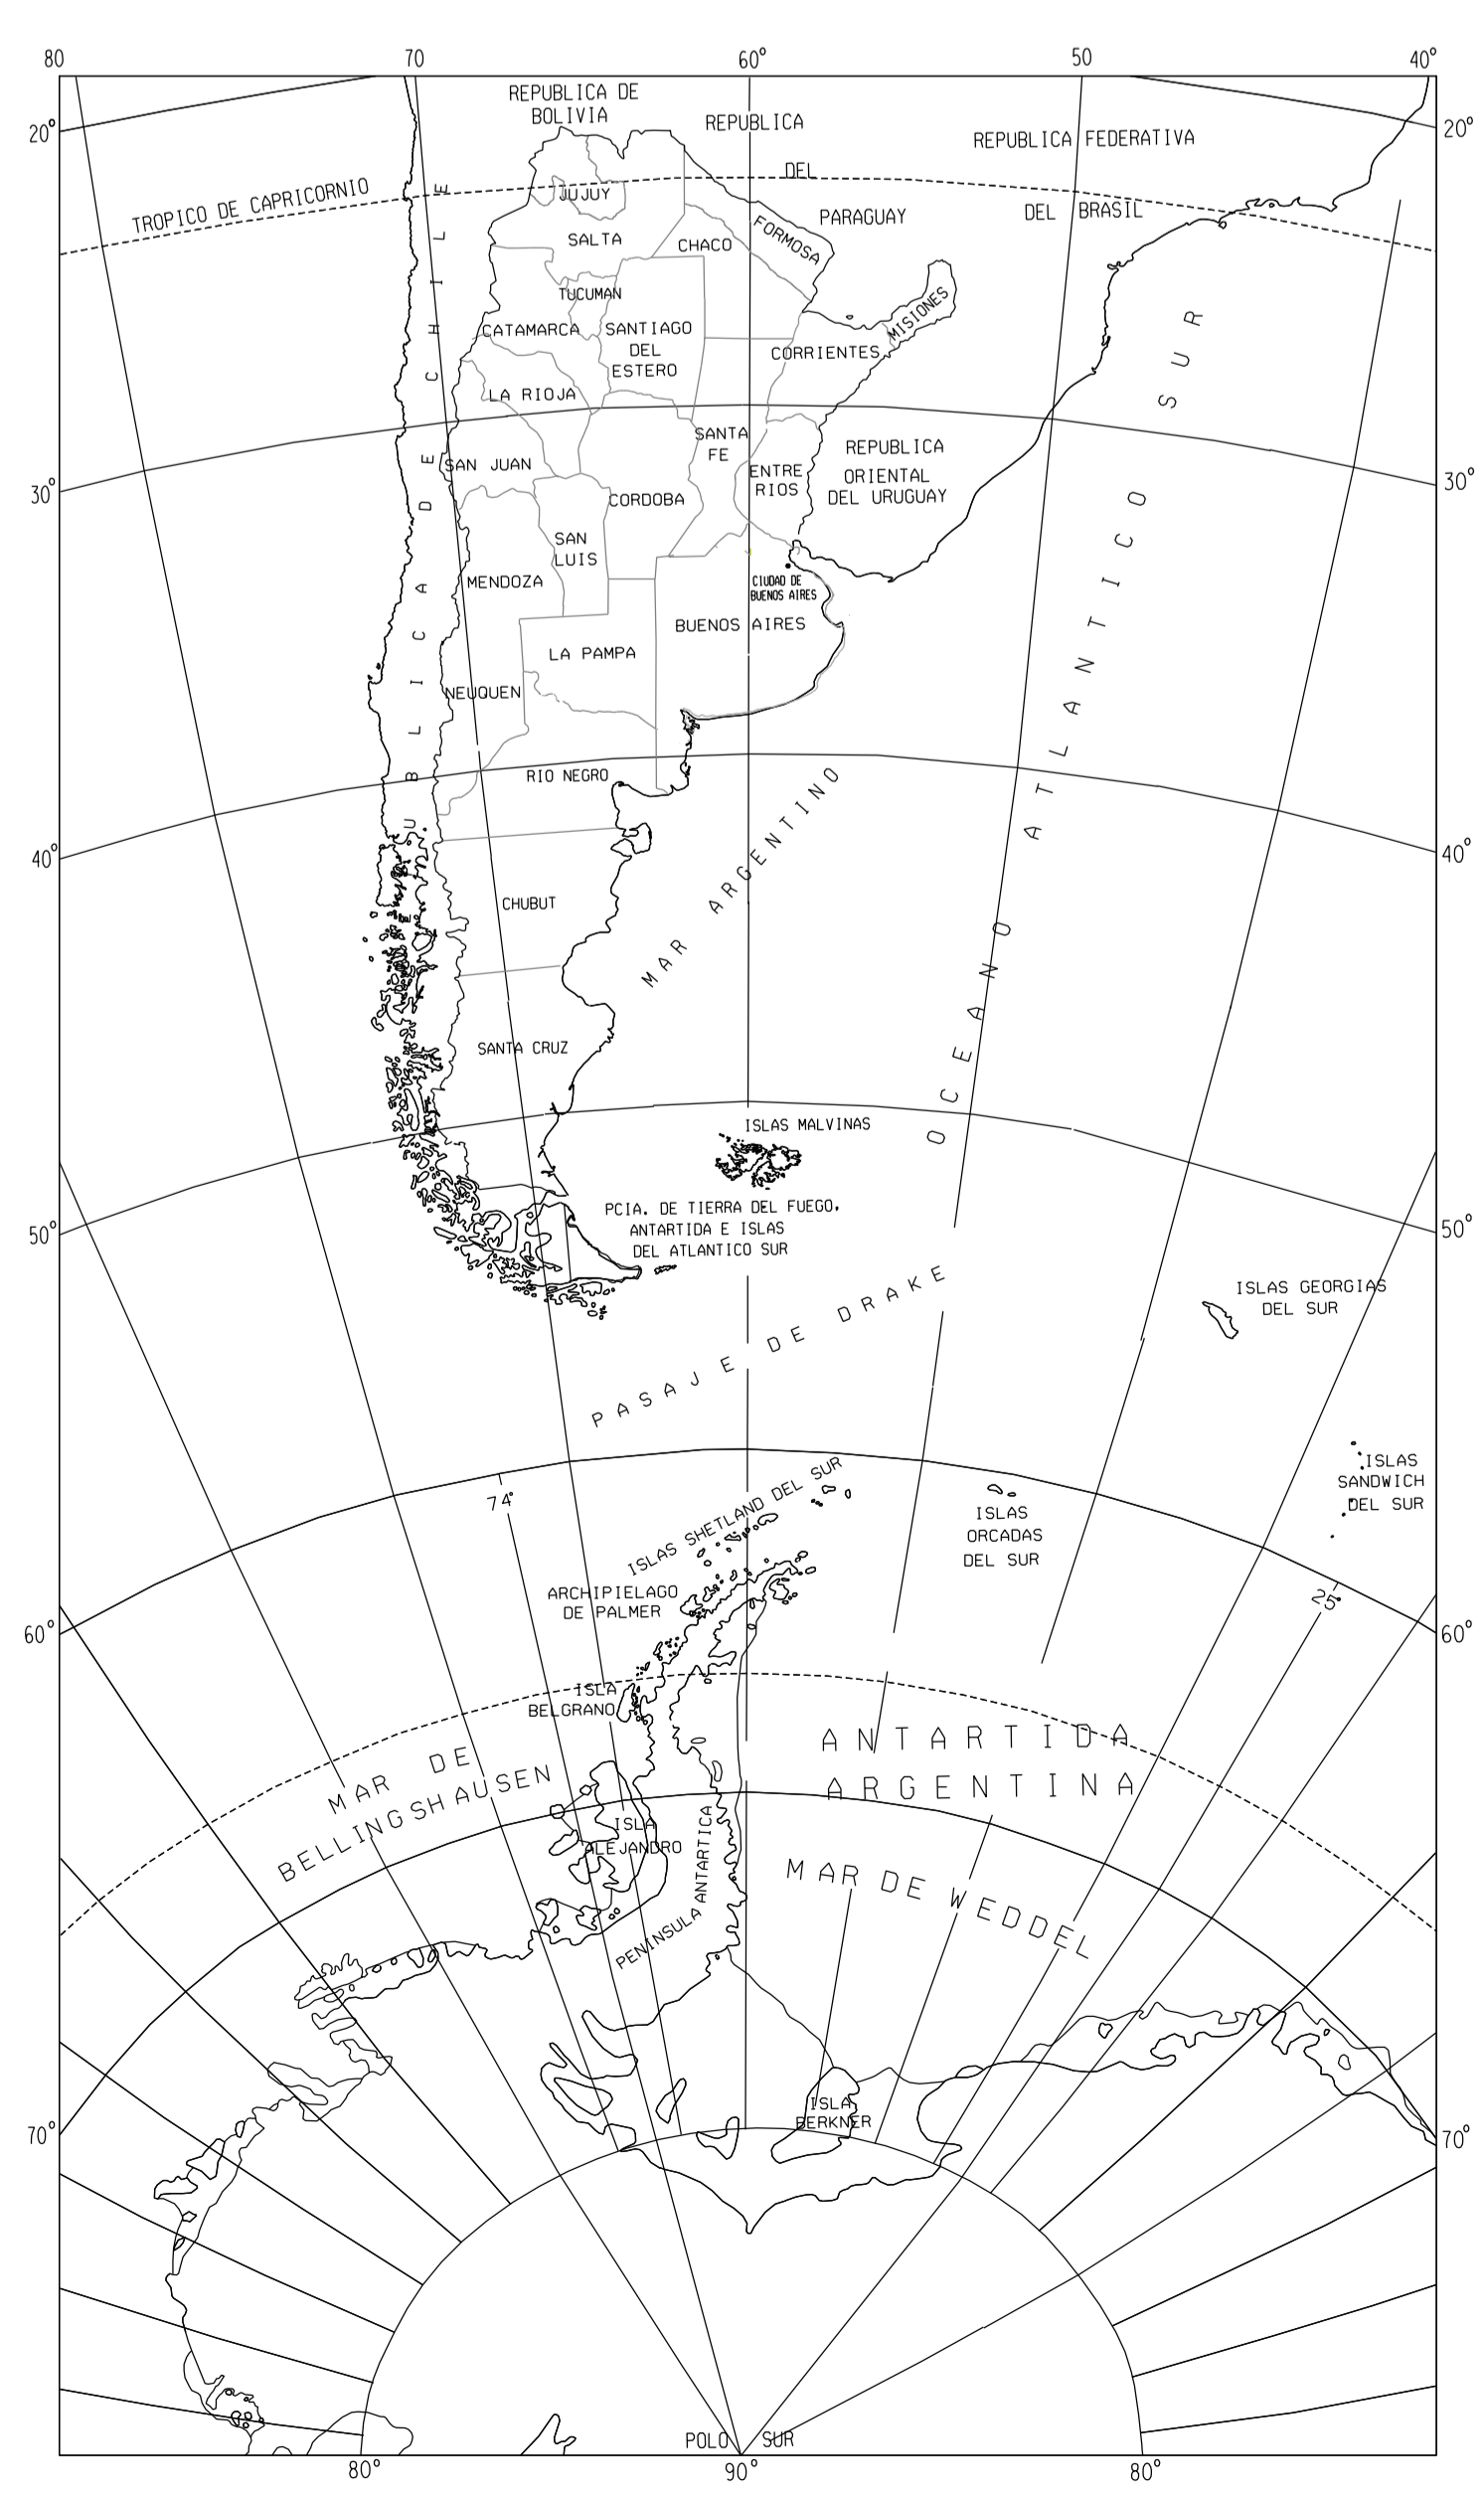 80 70 60° 50 40°
REPUBLICA DE
BOLIVIA
REPUBLICA
DEL
PARAGUAY
REPUBLICA FEDERATIVA
DEL BRASIL
20° 20°
TROPICO DE CAPRICORNIO
JUJUY
SALTA
CHACO
FORMOSA
TUCUMAN
MISIONES
CATAMARCA
SANTIAGO
DEL
ESTERO
CORRIENTES
LA RIOJA
SANTA
FE
REPUBLICA
ORIENTAL
DEL URUGUAY
SAN JUAN
ENTRE
RIOS
30° 30°
CORDOBA
SAN
LUIS
MENDOZA
CIUDAD DE
BUENOS AIRES
BUENOS AIRES
LA PAMPA
NEUQUEN
RIO NEGRO
UBLICA DE CHILE
MAR ARGENTINO
OCEANO ATLANTICO SUR
40° 40°
CHUBUT
SANTA CRUZ
ISLAS MALVINAS
PCIA. DE TIERRA DEL FUEGO,
ANTARTIDA E ISLAS
DEL ATLANTICO SUR
50° 50°
ISLAS GEORGIAS
DEL SUR
PASAJE DE DRAKE
ISLAS
SANDWICH
DEL SUR
74°
ISLAS SHETLAND DEL SUR
ISLAS
ORCADAS
DEL SUR
ARCHIPIELAGO
DE PALMER
25°
60° 60°
ISLA
BELGRANO
ANTARTIDA
ARGENTINA
MAR DE
BELLINGSHAUSEN
ISLA
ALEJANDRO
PENINSULA ANTARTICA
MAR DE WEDDEL
ISLA
BERKNER
70° 70°
POLO SUR
80° 90° 80°